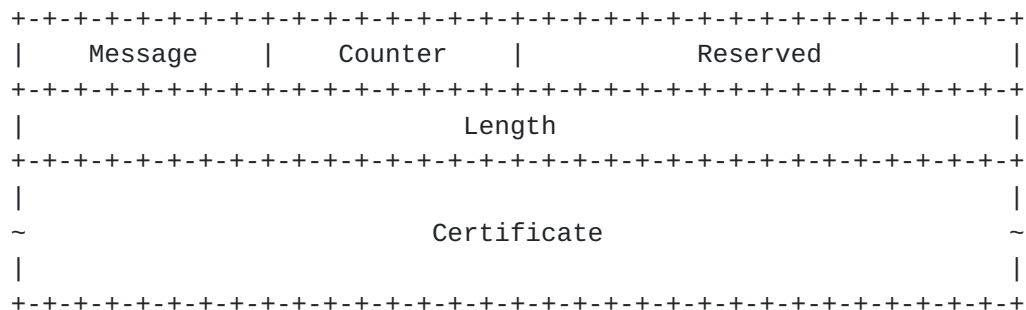 +-+-+-+-+-+-+-+-+-+-+-+-+-+-+-+-+-+-+-+-+-+-+-+-+-+-+-+-+-+-+-+-+
|    Message    |    Counter    |           Reserved            |
+-+-+-+-+-+-+-+-+-+-+-+-+-+-+-+-+-+-+-+-+-+-+-+-+-+-+-+-+-+-+-+-+
|                            Length                             |
+-+-+-+-+-+-+-+-+-+-+-+-+-+-+-+-+-+-+-+-+-+-+-+-+-+-+-+-+-+-+-+-+
|                                                               |
~                          Certificate                          ~
|                                                               |
+-+-+-+-+-+-+-+-+-+-+-+-+-+-+-+-+-+-+-+-+-+-+-+-+-+-+-+-+-+-+-+-+